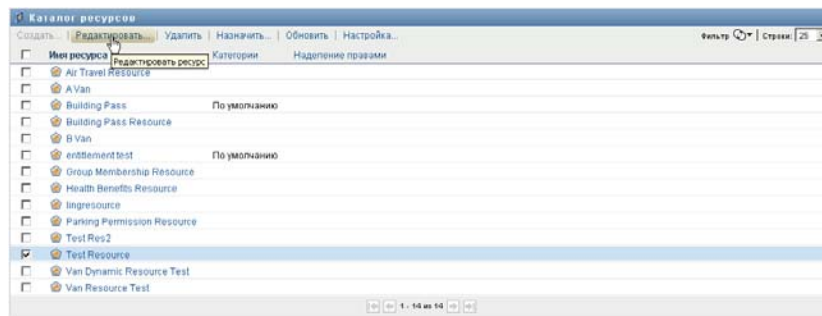 Каталог ресурсов
Создать... | Редактировать... | Удалить | Назначить... | Обновить | Настройка... Фильтр | Строки: 25
Имя ресурса Категории Наделение правами
Редактировать ресурс
Air Travel Resource
A Van
Building Pass По умолчанию
Building Pass Resource
B Van
entitlement test По умолчанию
Group Membership Resource
Health Benefits Resource
lingresource
Parking Permission Resource
Test Res2
Test Resource
Van Dynamic Resource Test
Van Resource Test
1 - 14 из 14